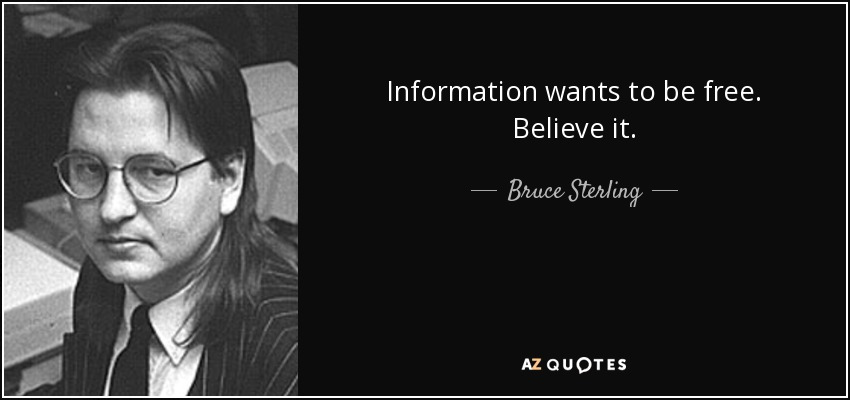 Information wants to be free.
Believe it.
Bruce Sterling
AZ QUOTES